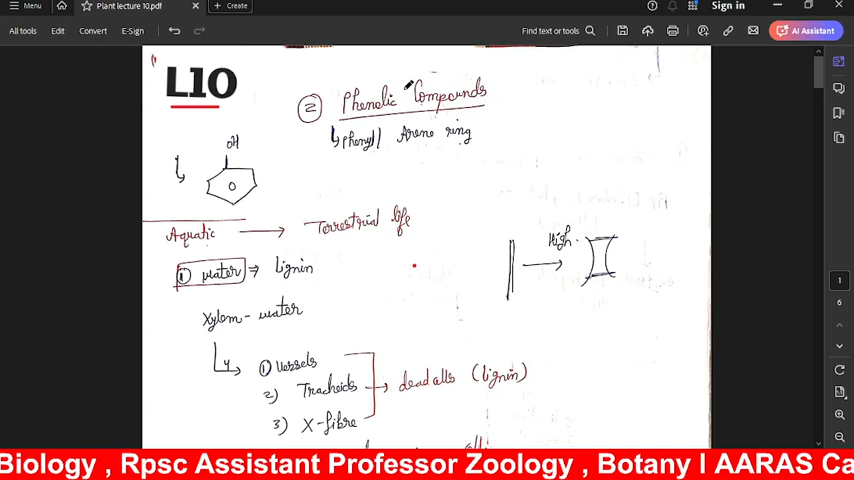 Menu
Plant lecture 10.pdf
Create
Sign in
All tools
Edit
Convert
E-Sign
Find text or tools
AI Assistant
L10
② Phenolic Compounds
↳ phenyl / Arene ring
OH
Aquatic → Terrestrial life
① water ⇒ lignin
High.
Xylem - water
① Vessels
2) Tracheids → dead cells (lignin)
3) X-fibre
1
6
Biology , Rpsc Assistant Professor Zoology , Botany I AARAS Ca